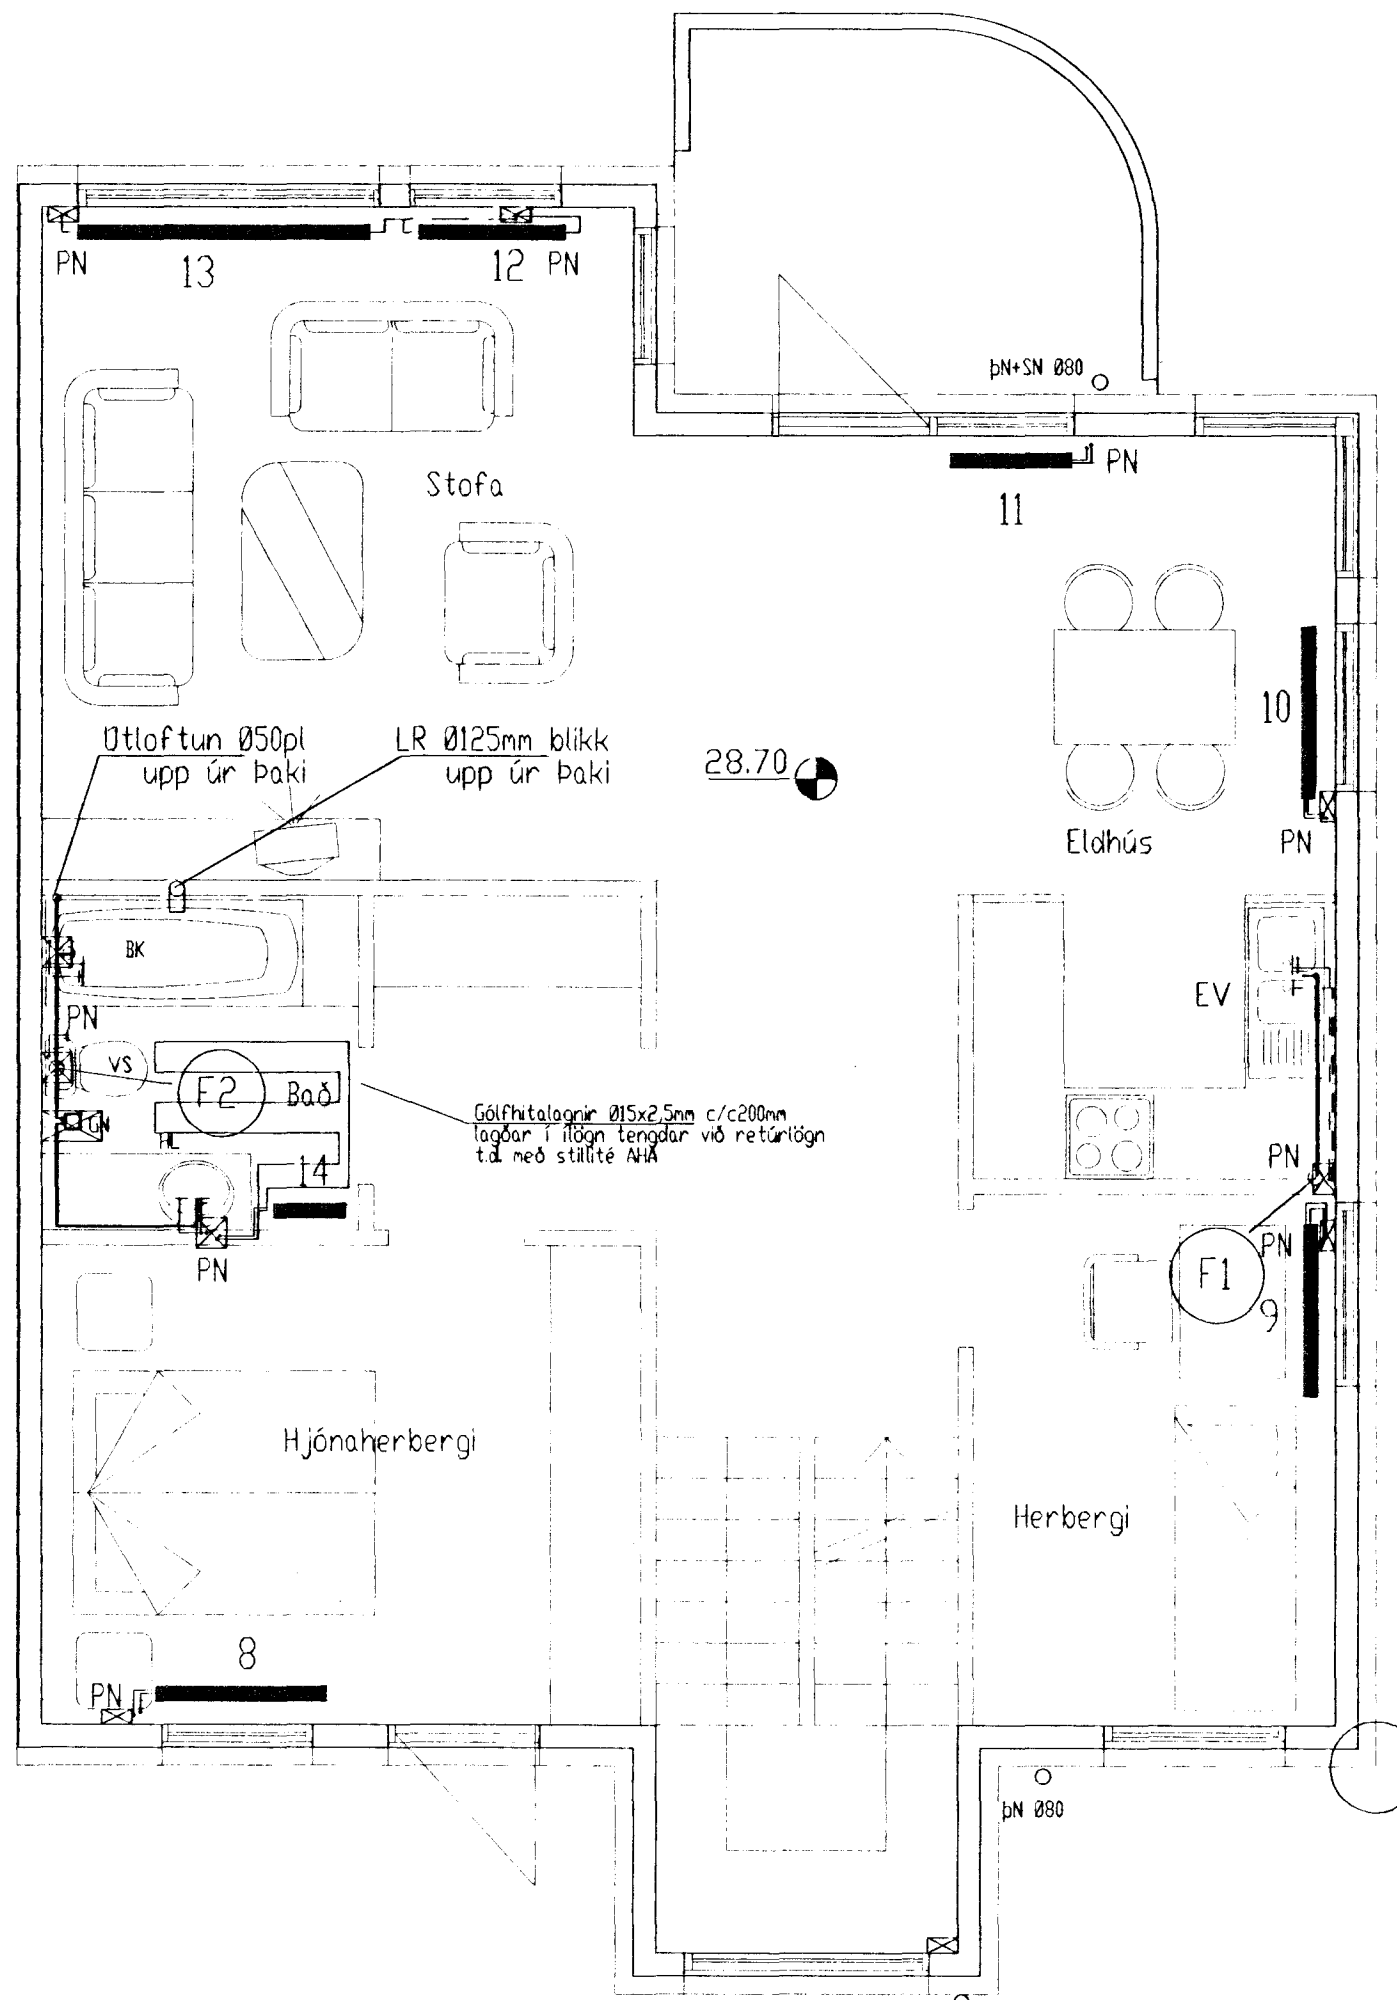 þN+SN Ø80
PN
13
12
PN
PN
11
Stofa
10
Útloftun Ø50pl
upp úr þaki
LR Ø125mm blikk
upp úr þaki
28.70
Eldhús
PN
BK
EV
PN
VS
F2
Bað
GN
HL
Gólfhitalagnir Ø15x2,5mm c/c200mm
lagðar í ílögn tengdar við retúrlögn
t.d. með stillité AHA
14
PN
PN
PN
F1
9
Hjónaherbergi
Herbergi
8
PN
þN Ø80